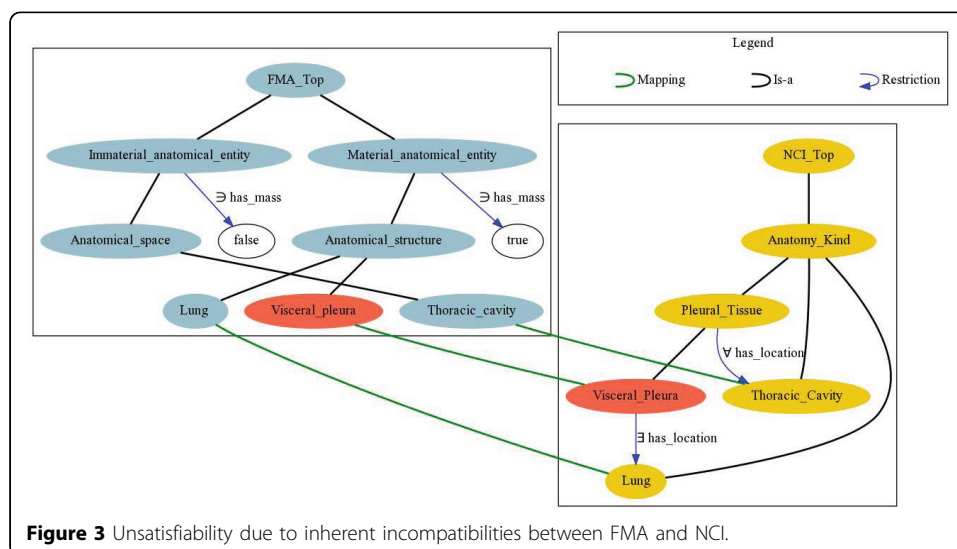 Legend
Mapping
Is-a
Restriction
FMA_Top
Immaterial_anatomical_entity
Material_anatomical_entity
∋ has_mass
∋ has_mass
Anatomical_space
false
Anatomical_structure
true
Lung
Visceral_pleura
Thoracic_cavity
NCI_Top
Anatomy_Kind
Pleural_Tissue
∀ has_location
Visceral_Pleura
Thoracic_Cavity
∃ has_location
Lung
Figure 3 Unsatisfiability due to inherent incompatibilities between FMA and NCI.